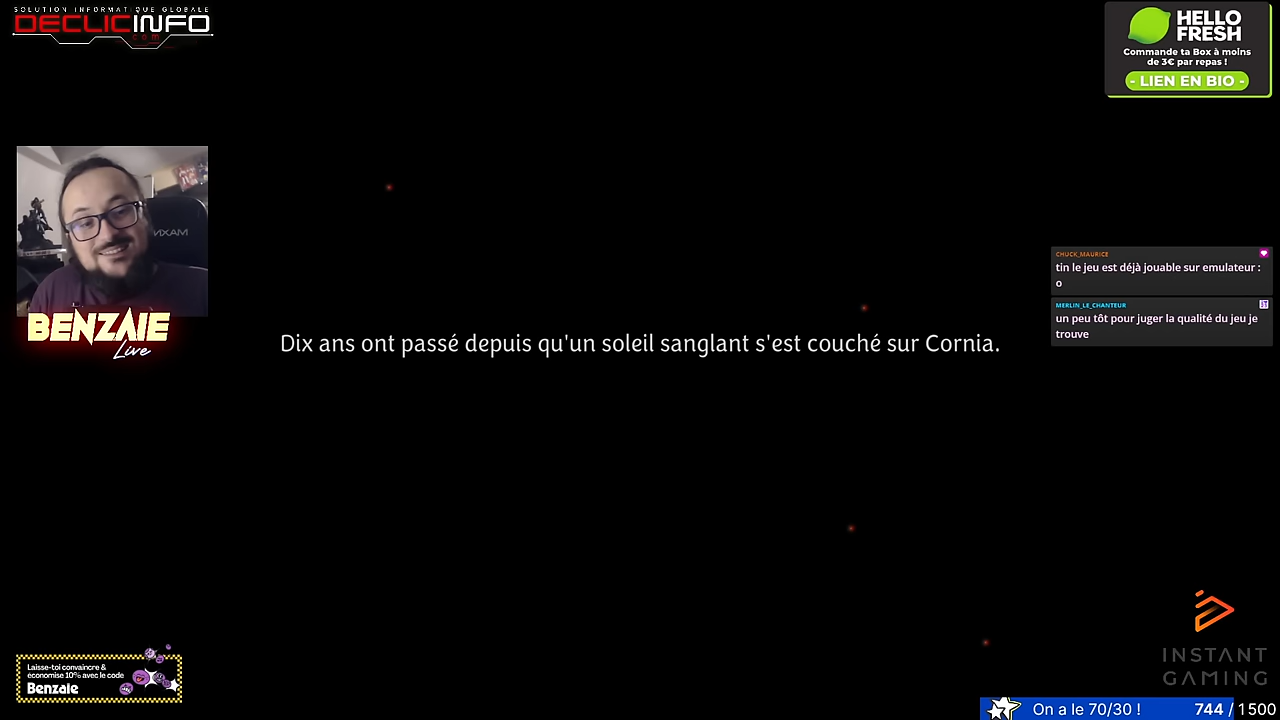 SOLUTION INFORMATIQUE GLOBALE
DECLICINFO
.com
HELLO
FRESH
Commande ta Box à moins
de 3€ par repas !
- LIEN EN BIO -
BENZAIE
Live
CHUCK_MAURICE
tin le jeu est déjà jouable sur emulateur :
o
MERLIN_LE_CHANTEUR
un peu tôt pour juger la qualité du jeu je
trouve
Dix ans ont passé depuis qu'un soleil sanglant s'est couché sur Cornia.
Laisse-toi convaincre &
économise 10% avec le code
Benzaie
INSTANT
GAMING
On a le 70/30 ! 744 / 1500